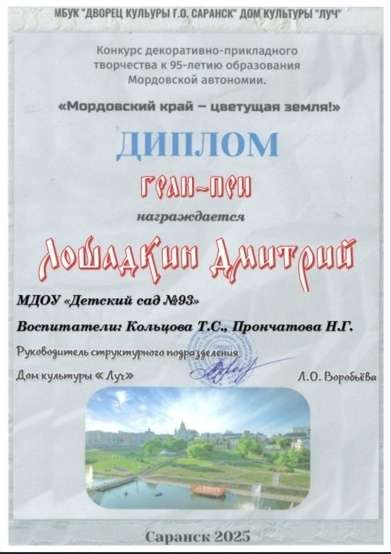 МБУК "ДВОРЕЦ КУЛЬУРЫ Г.О. САРАНСК" ДОМ КУЛЬТУРЫ "ЛУЧ"
Конкурс декоративно-прикладного
творчества к 95-летию образования
Мордовской автономии.
«Мордовский край – цветущая земля!»
ДИПЛОМ
ГРАН-ПРИ
награждается
Лошадкин Дмитрий
МДОУ «Детский сад №93»
Воспитатели: Кольцова Т.С., Прончатова Н.Г.
Руководитель структурного подразделения
Дом культуры «Луч» Л.О. Воробьёва
Саранск 2025